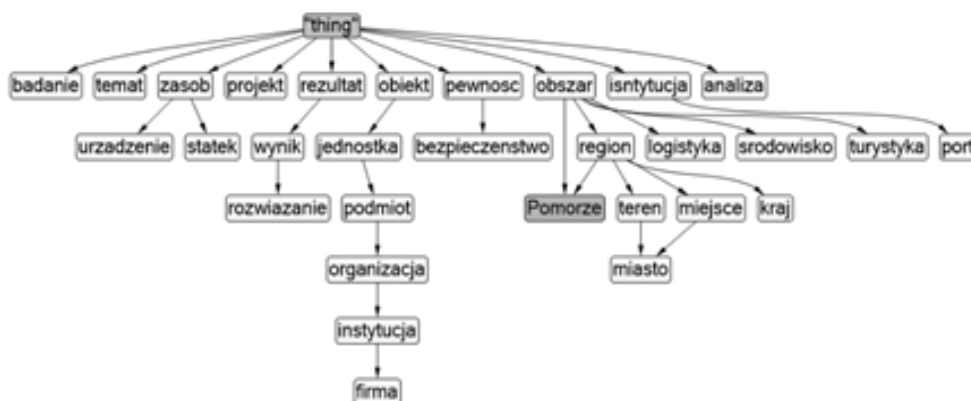 "thing"
badanie temat zasob projekt rezultat obiekt pewnosc obszar isntytucja analiza
urzadzenie statek wynik jednostka bezpieczenstwo region logistyka srodowisko turystyka port
rozwiazanie podmiot Pomorze teren miejsce kraj
organizacja miasto
instytucja
firma